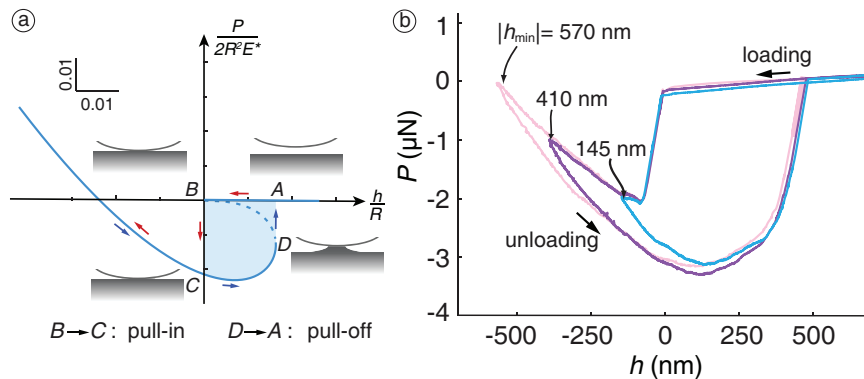 a
P
2R²E*
0.01
0.01
B
A
h
R
D
C
B→C: pull-in
D→A: pull-off
b
1
0
-1
-2
-3
-4
P (µN)
|hmin|= 570 nm
loading
410 nm
145 nm
unloading
-500
-250
0
250
500
h (nm)